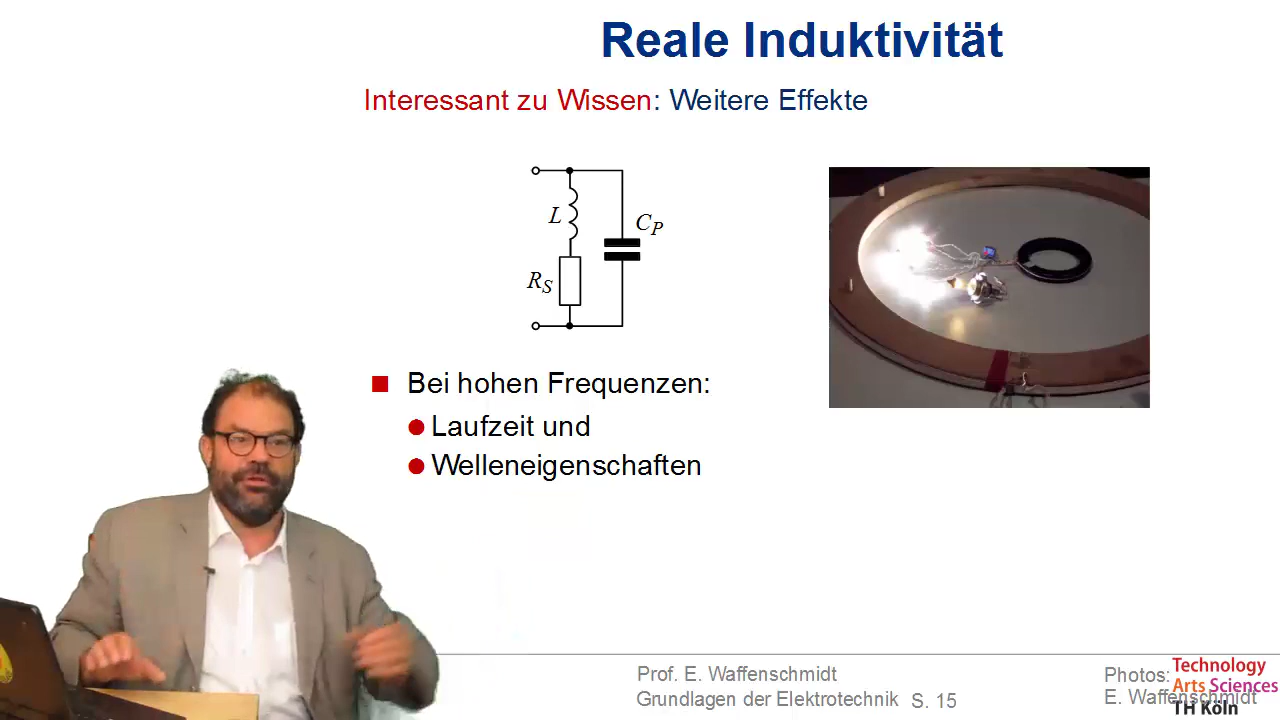 Reale Induktivität
Interessant zu Wissen: Weitere Effekte
L
C_P
R_S
Bei hohen Frequenzen:
Laufzeit und
Welleneigenschaften
Prof. E. Waffenschmidt
Grundlagen der Elektrotechnik S. 15
Photos:
E. Waffenschmidt
Technology
Arts Sciences
TH Köln